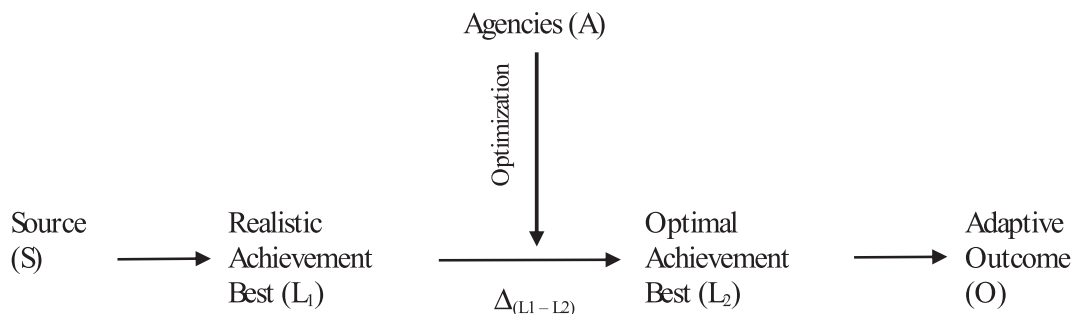 Agencies (A)
Optimization
Source
(S)
Realistic
Achievement
Best (L₁)
Δ(L1 – L2)
Optimal
Achievement
Best (L₂)
Adaptive
Outcome
(O)